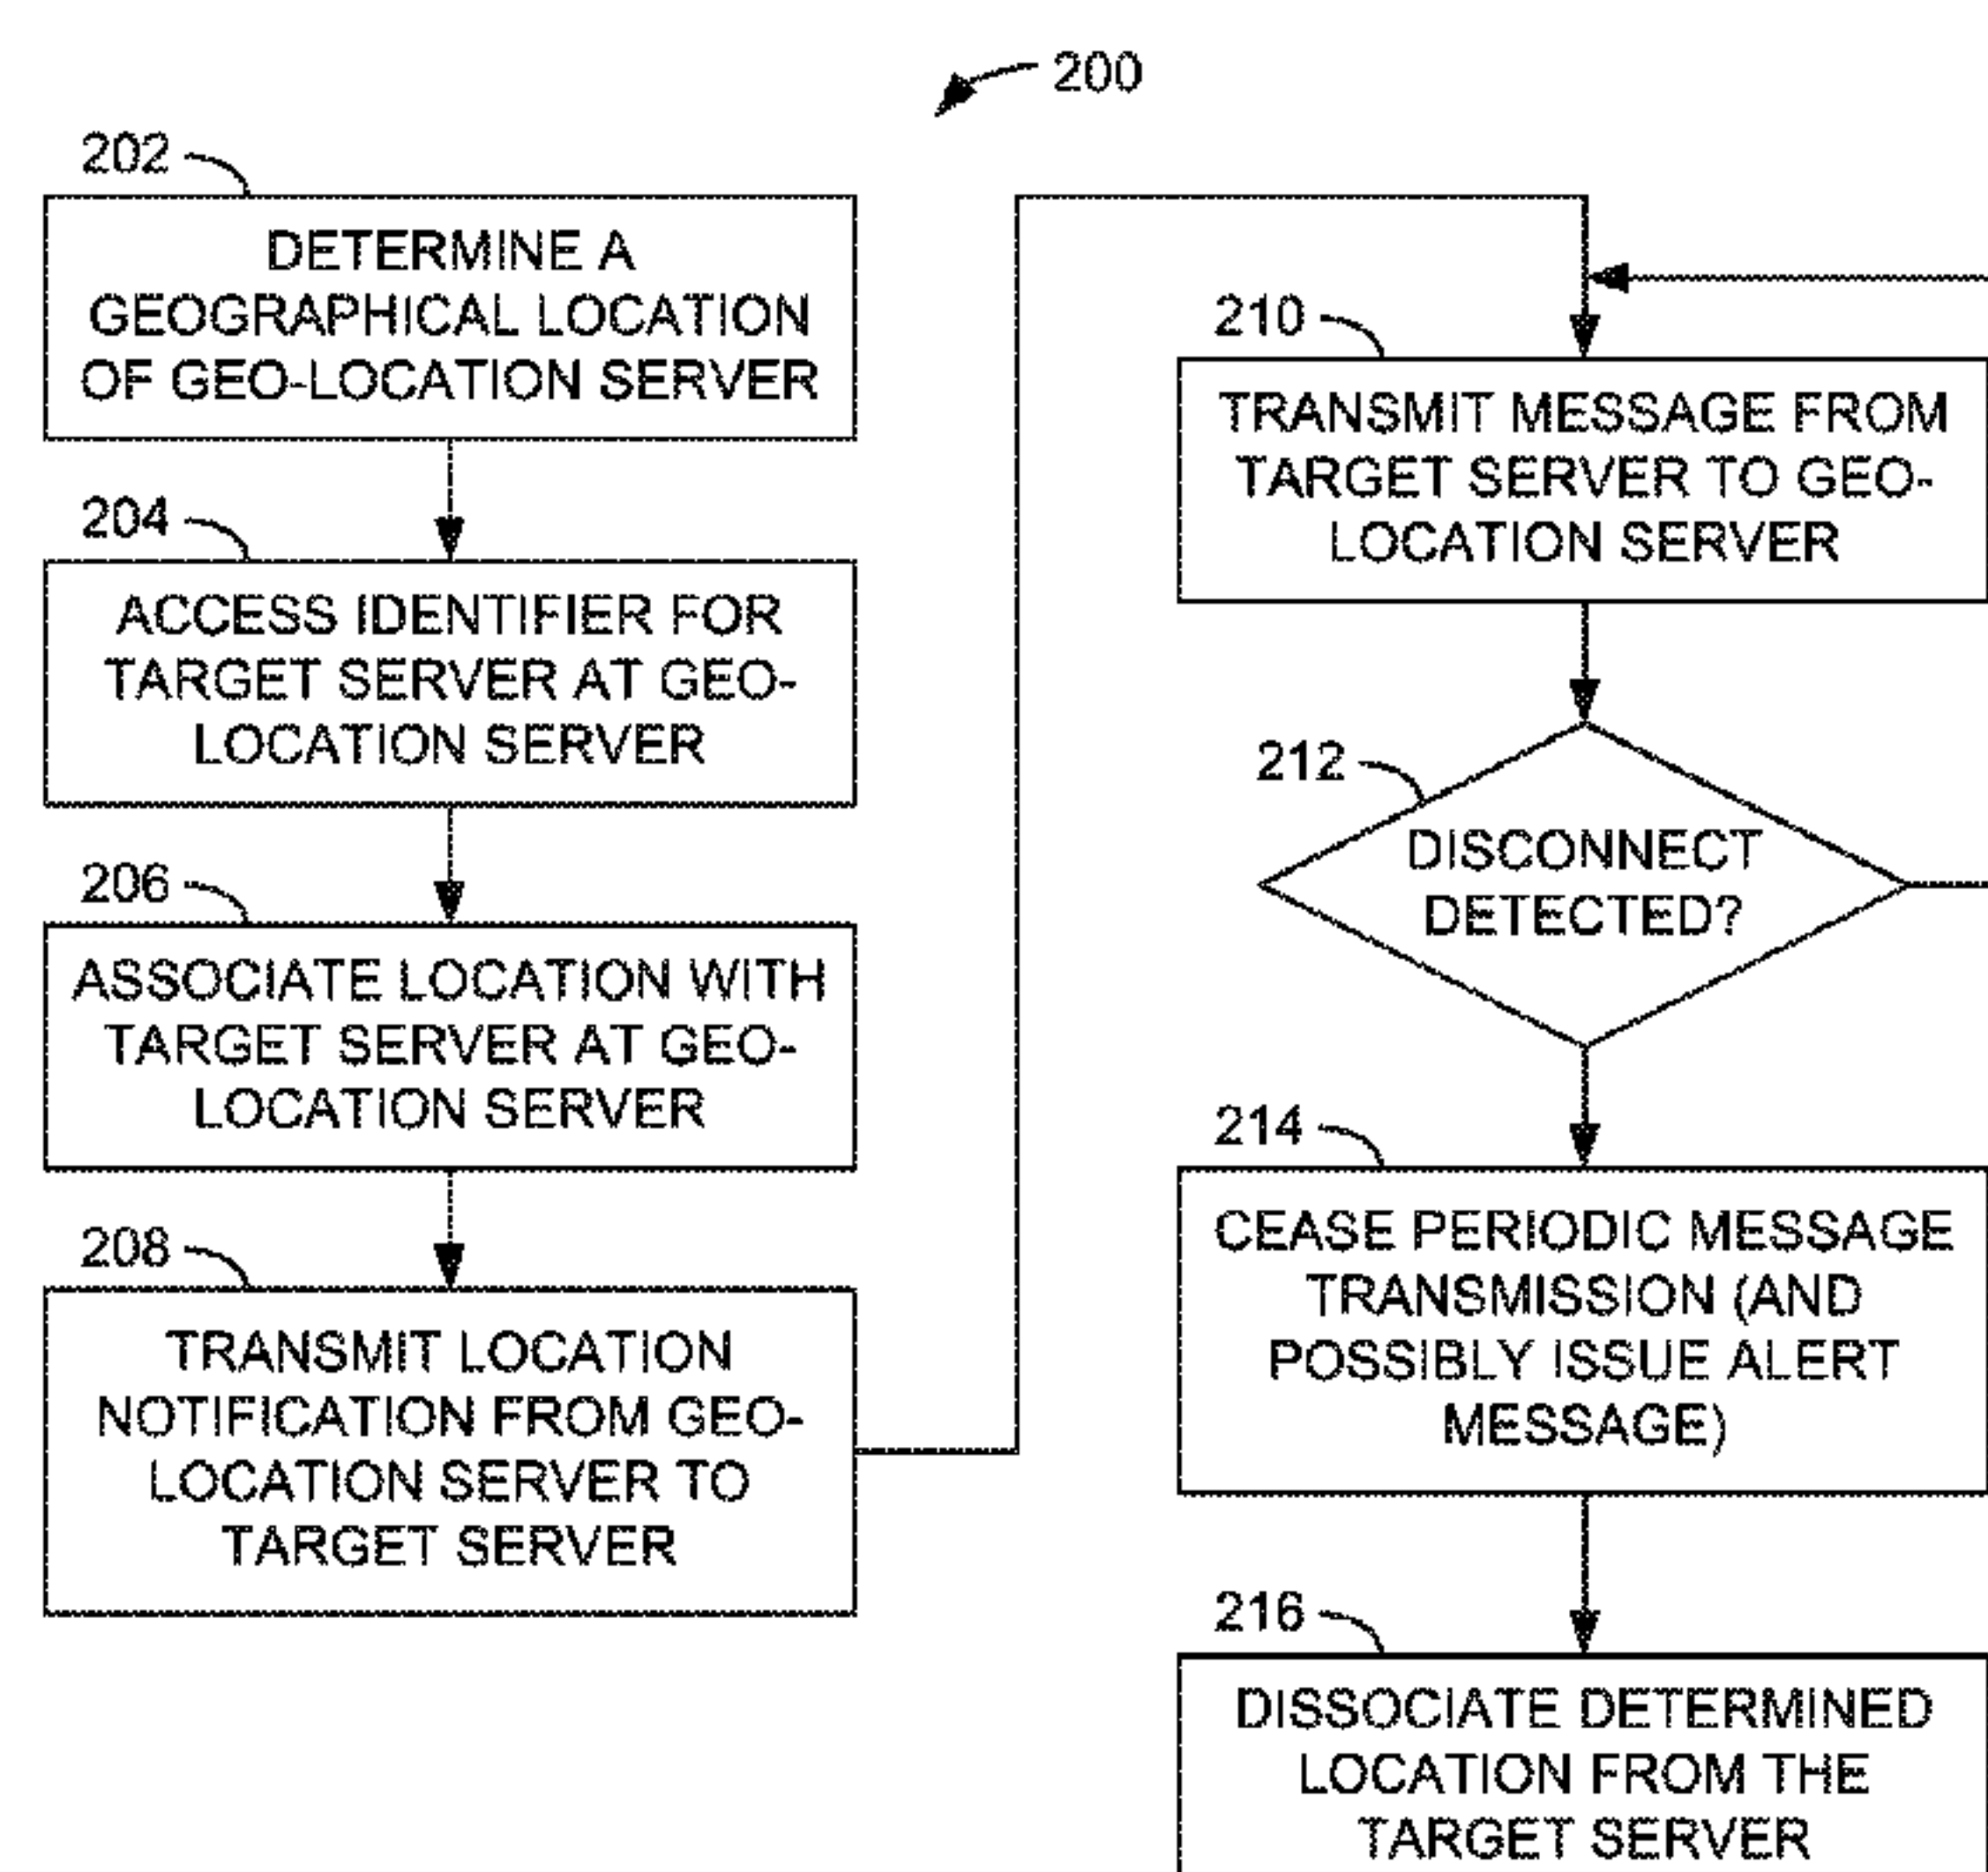 200
202
DETERMINE A
GEOGRAPHICAL LOCATION
OF GEO-LOCATION SERVER
204
ACCESS IDENTIFIER FOR
TARGET SERVER AT GEO-
LOCATION SERVER
206
ASSOCIATE LOCATION WITH
TARGET SERVER AT GEO-
LOCATION SERVER
208
TRANSMIT LOCATION
NOTIFICATION FROM GEO-
LOCATION SERVER TO
TARGET SERVER
210
TRANSMIT MESSAGE FROM
TARGET SERVER TO GEO-
LOCATION SERVER
212
DISCONNECT
DETECTED?
214
CEASE PERIODIC MESSAGE
TRANSMISSION (AND
POSSIBLY ISSUE ALERT
MESSAGE)
216
DISSOCIATE DETERMINED
LOCATION FROM THE
TARGET SERVER